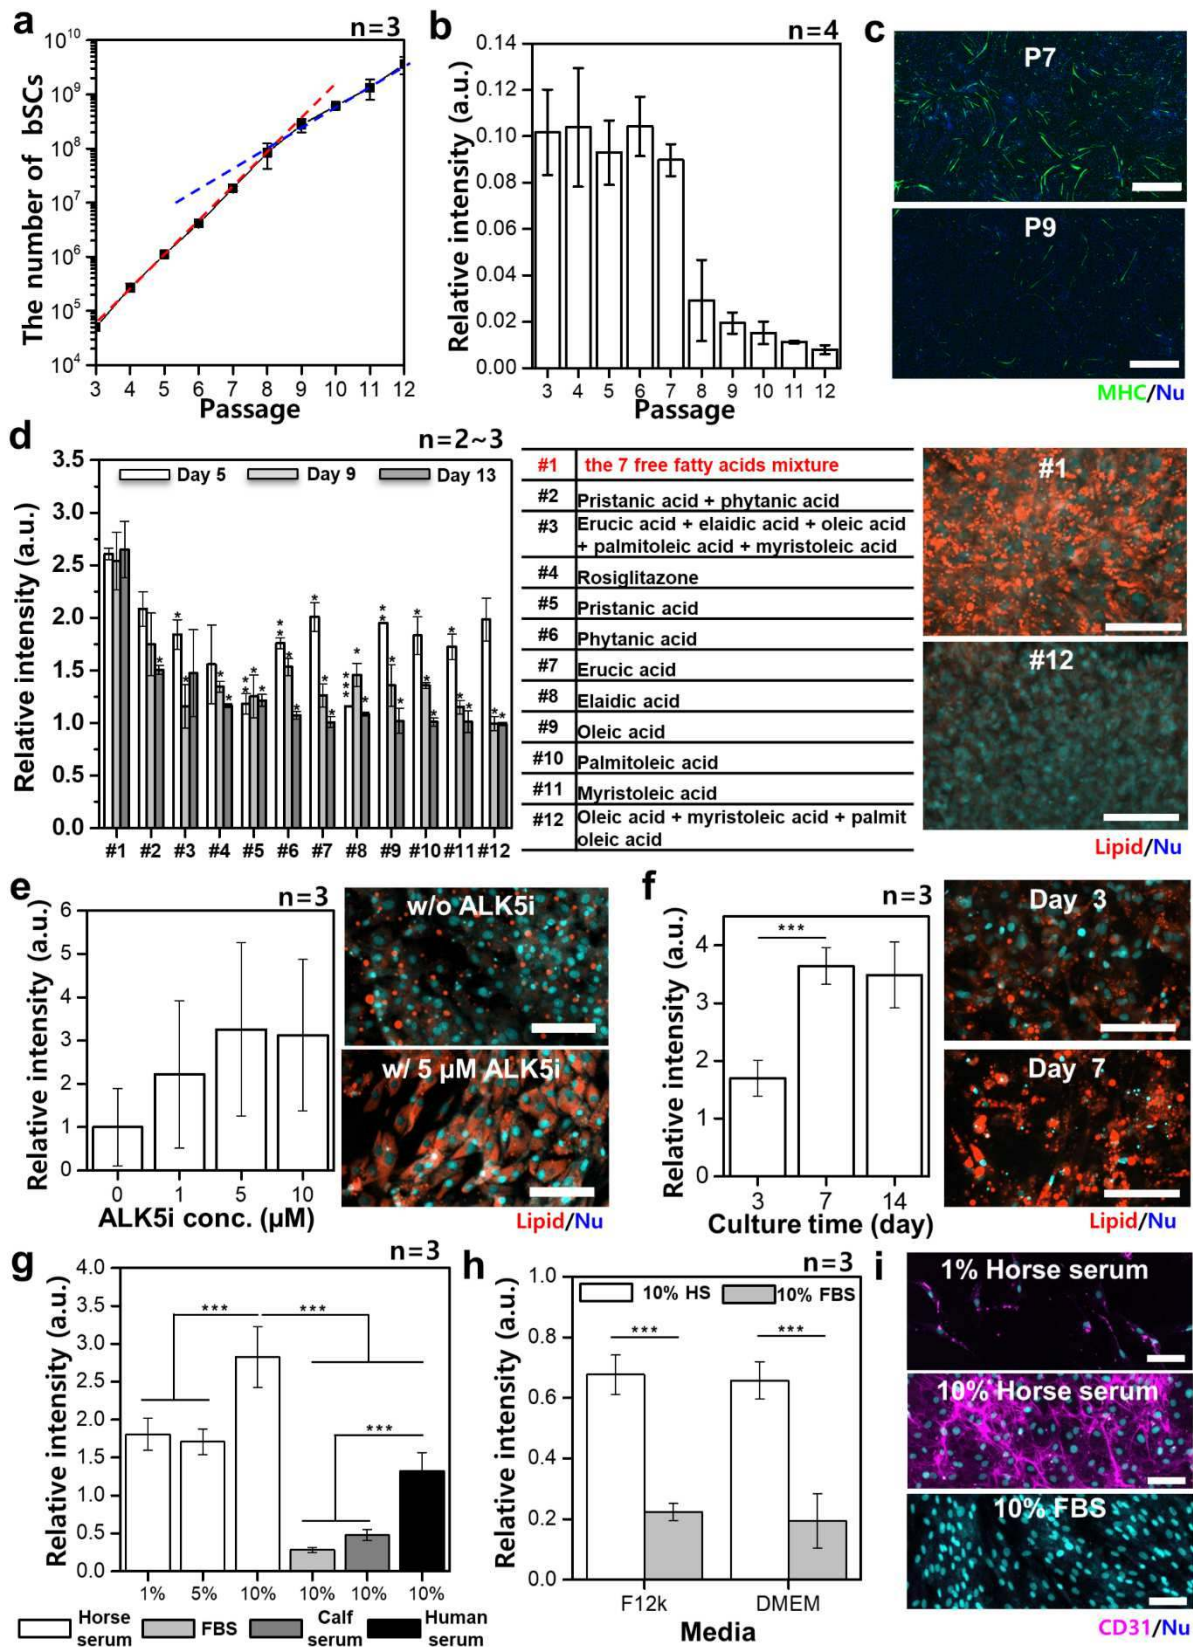 a
n=3
The number of bSCs
10^10
10^9
10^8
10^7
10^6
10^5
10^4
3 4 5 6 7 8 9 10 11 12
Passage
b
n=4
Relative intensity (a.u.)
0.14
0.12
0.10
0.08
0.06
0.04
0.02
0.00
3 4 5 6 7 8 9 10 11 12
Passage
c
P7
P9
MHC/Nu
d
n=2~3
Relative intensity (a.u.)
3.5
3.0
2.5
2.0
1.5
1.0
0.5
0.0
Day 5 Day 9 Day 13
#1 #2 #3 #4 #5 #6 #7 #8 #9 #10 #11 #12
#1 the 7 free fatty acids mixture
#2 Pristanic acid + phytanic acid
#3 Erucic acid + elaidic acid + oleic acid
+ palmitoleic acid + myristoleic acid
#4 Rosiglitazone
#5 Pristanic acid
#6 Phytanic acid
#7 Erucic acid
#8 Elaidic acid
#9 Oleic acid
#10 Palmitoleic acid
#11 Myristoleic acid
#12 Oleic acid + myristoleic acid + palmit
oleic acid
#1
#12
Lipid/Nu
e
n=3
Relative intensity (a.u.)
6
5
4
3
2
1
0
0 1 5 10
ALK5i conc. (µM)
w/o ALK5i
w/ 5 µM ALK5i
Lipid/Nu
f
n=3
Relative intensity (a.u.)
4
3
2
1
0
***
3 7 14
Culture time (day)
Day 3
Day 7
Lipid/Nu
g
n=3
Relative intensity (a.u.)
4.0
3.5
3.0
2.5
2.0
1.5
1.0
0.5
0.0
*** ***
***
1% 5% 10% 10% 10% 10%
Horse serum
FBS
Calf serum
Human serum
h
n=3
Relative intensity (a.u.)
1.0
0.8
0.6
0.4
0.2
0.0
10% HS 10% FBS
*** ***
F12k DMEM
Media
i
1% Horse serum
10% Horse serum
10% FBS
CD31/Nu